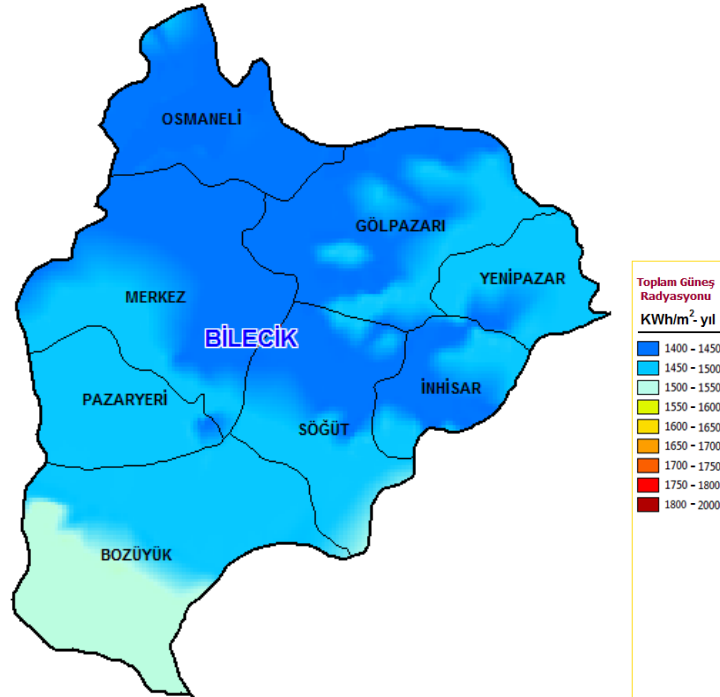 OSMANELİ
GÖLPAZARI
YENİPAZAR
MERKEZ
BİLECİK
İNHİSAR
PAZARYERİ
SÖĞÜT
BOZÜYÜK
Toplam Güneş
Radyasyonu
KWh/m²- yıl
1400 - 1450
1450 - 1500
1500 - 1550
1550 - 1600
1600 - 1650
1650 - 1700
1700 - 1750
1750 - 1800
1800 - 2000